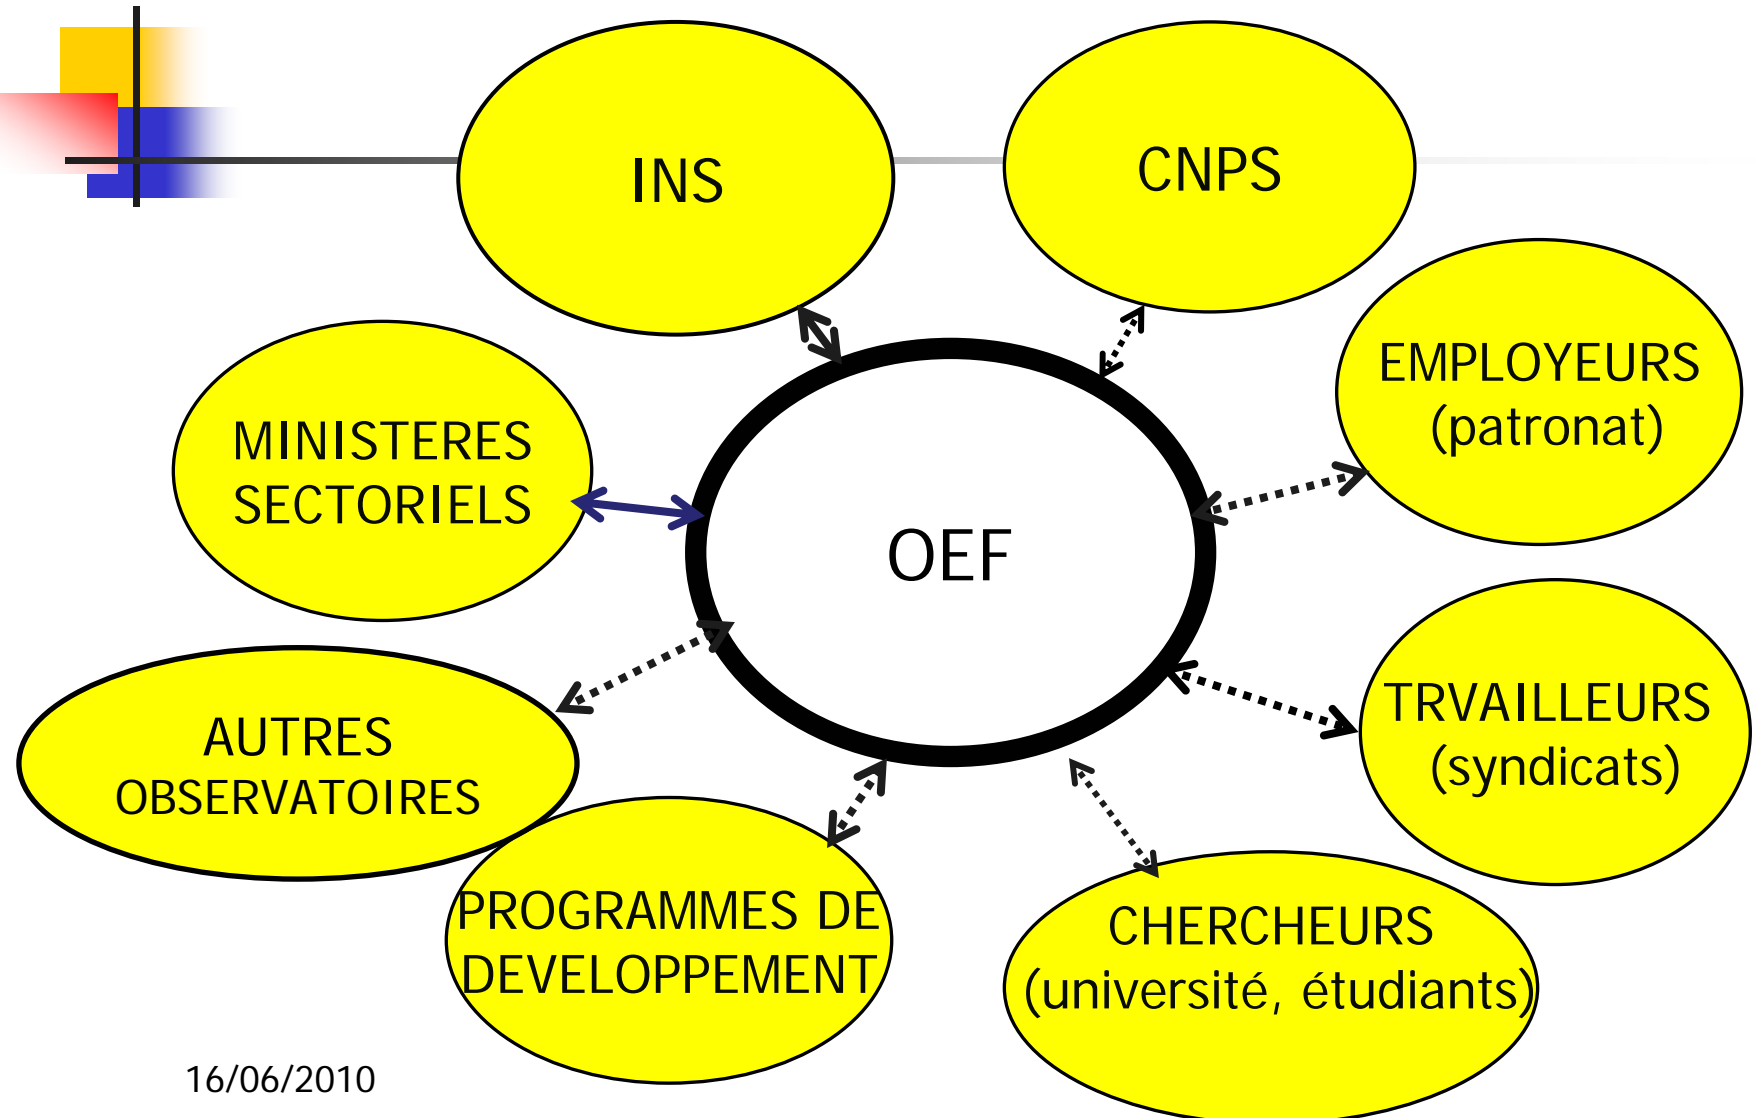 INS
CNPS
EMPLOYEURS
(patronat)
MINISTERES
SECTORIELS
OEF
TRVAILLEURS
(syndicats)
AUTRES
OBSERVATOIRES
PROGRAMMES DE
DEVELOPPEMENT
CHERCHEURS
(université, étudiants)
16/06/2010